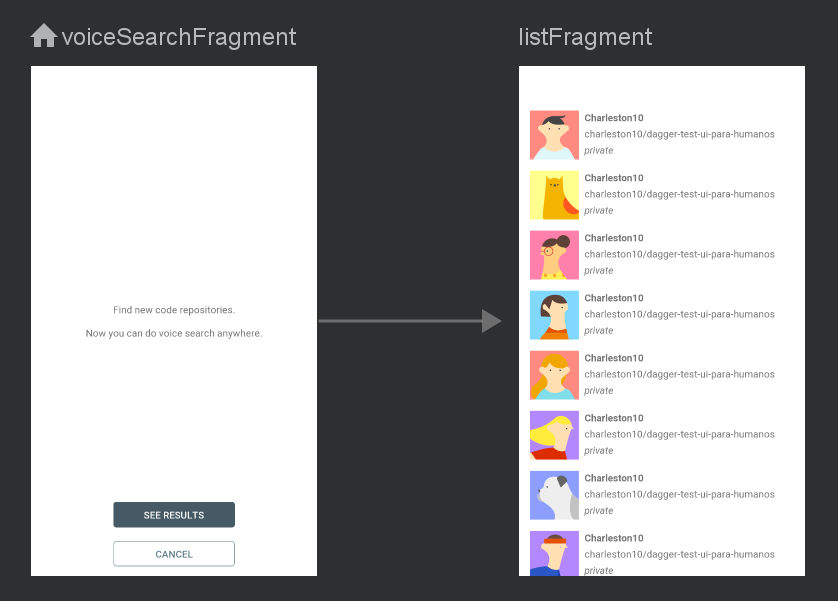 voiceSearchFragment
Find new code repositories.
Now you can do voice search anywhere.
SEE RESULTS
CANCEL
listFragment
Charleston10
charleston10/dagger-test-ui-para-humanos
private
Charleston10
charleston10/dagger-test-ui-para-humanos
private
Charleston10
charleston10/dagger-test-ui-para-humanos
private
Charleston10
charleston10/dagger-test-ui-para-humanos
private
Charleston10
charleston10/dagger-test-ui-para-humanos
private
Charleston10
charleston10/dagger-test-ui-para-humanos
private
Charleston10
charleston10/dagger-test-ui-para-humanos
private
Charleston10
charleston10/dagger-test-ui-para-humanos
private